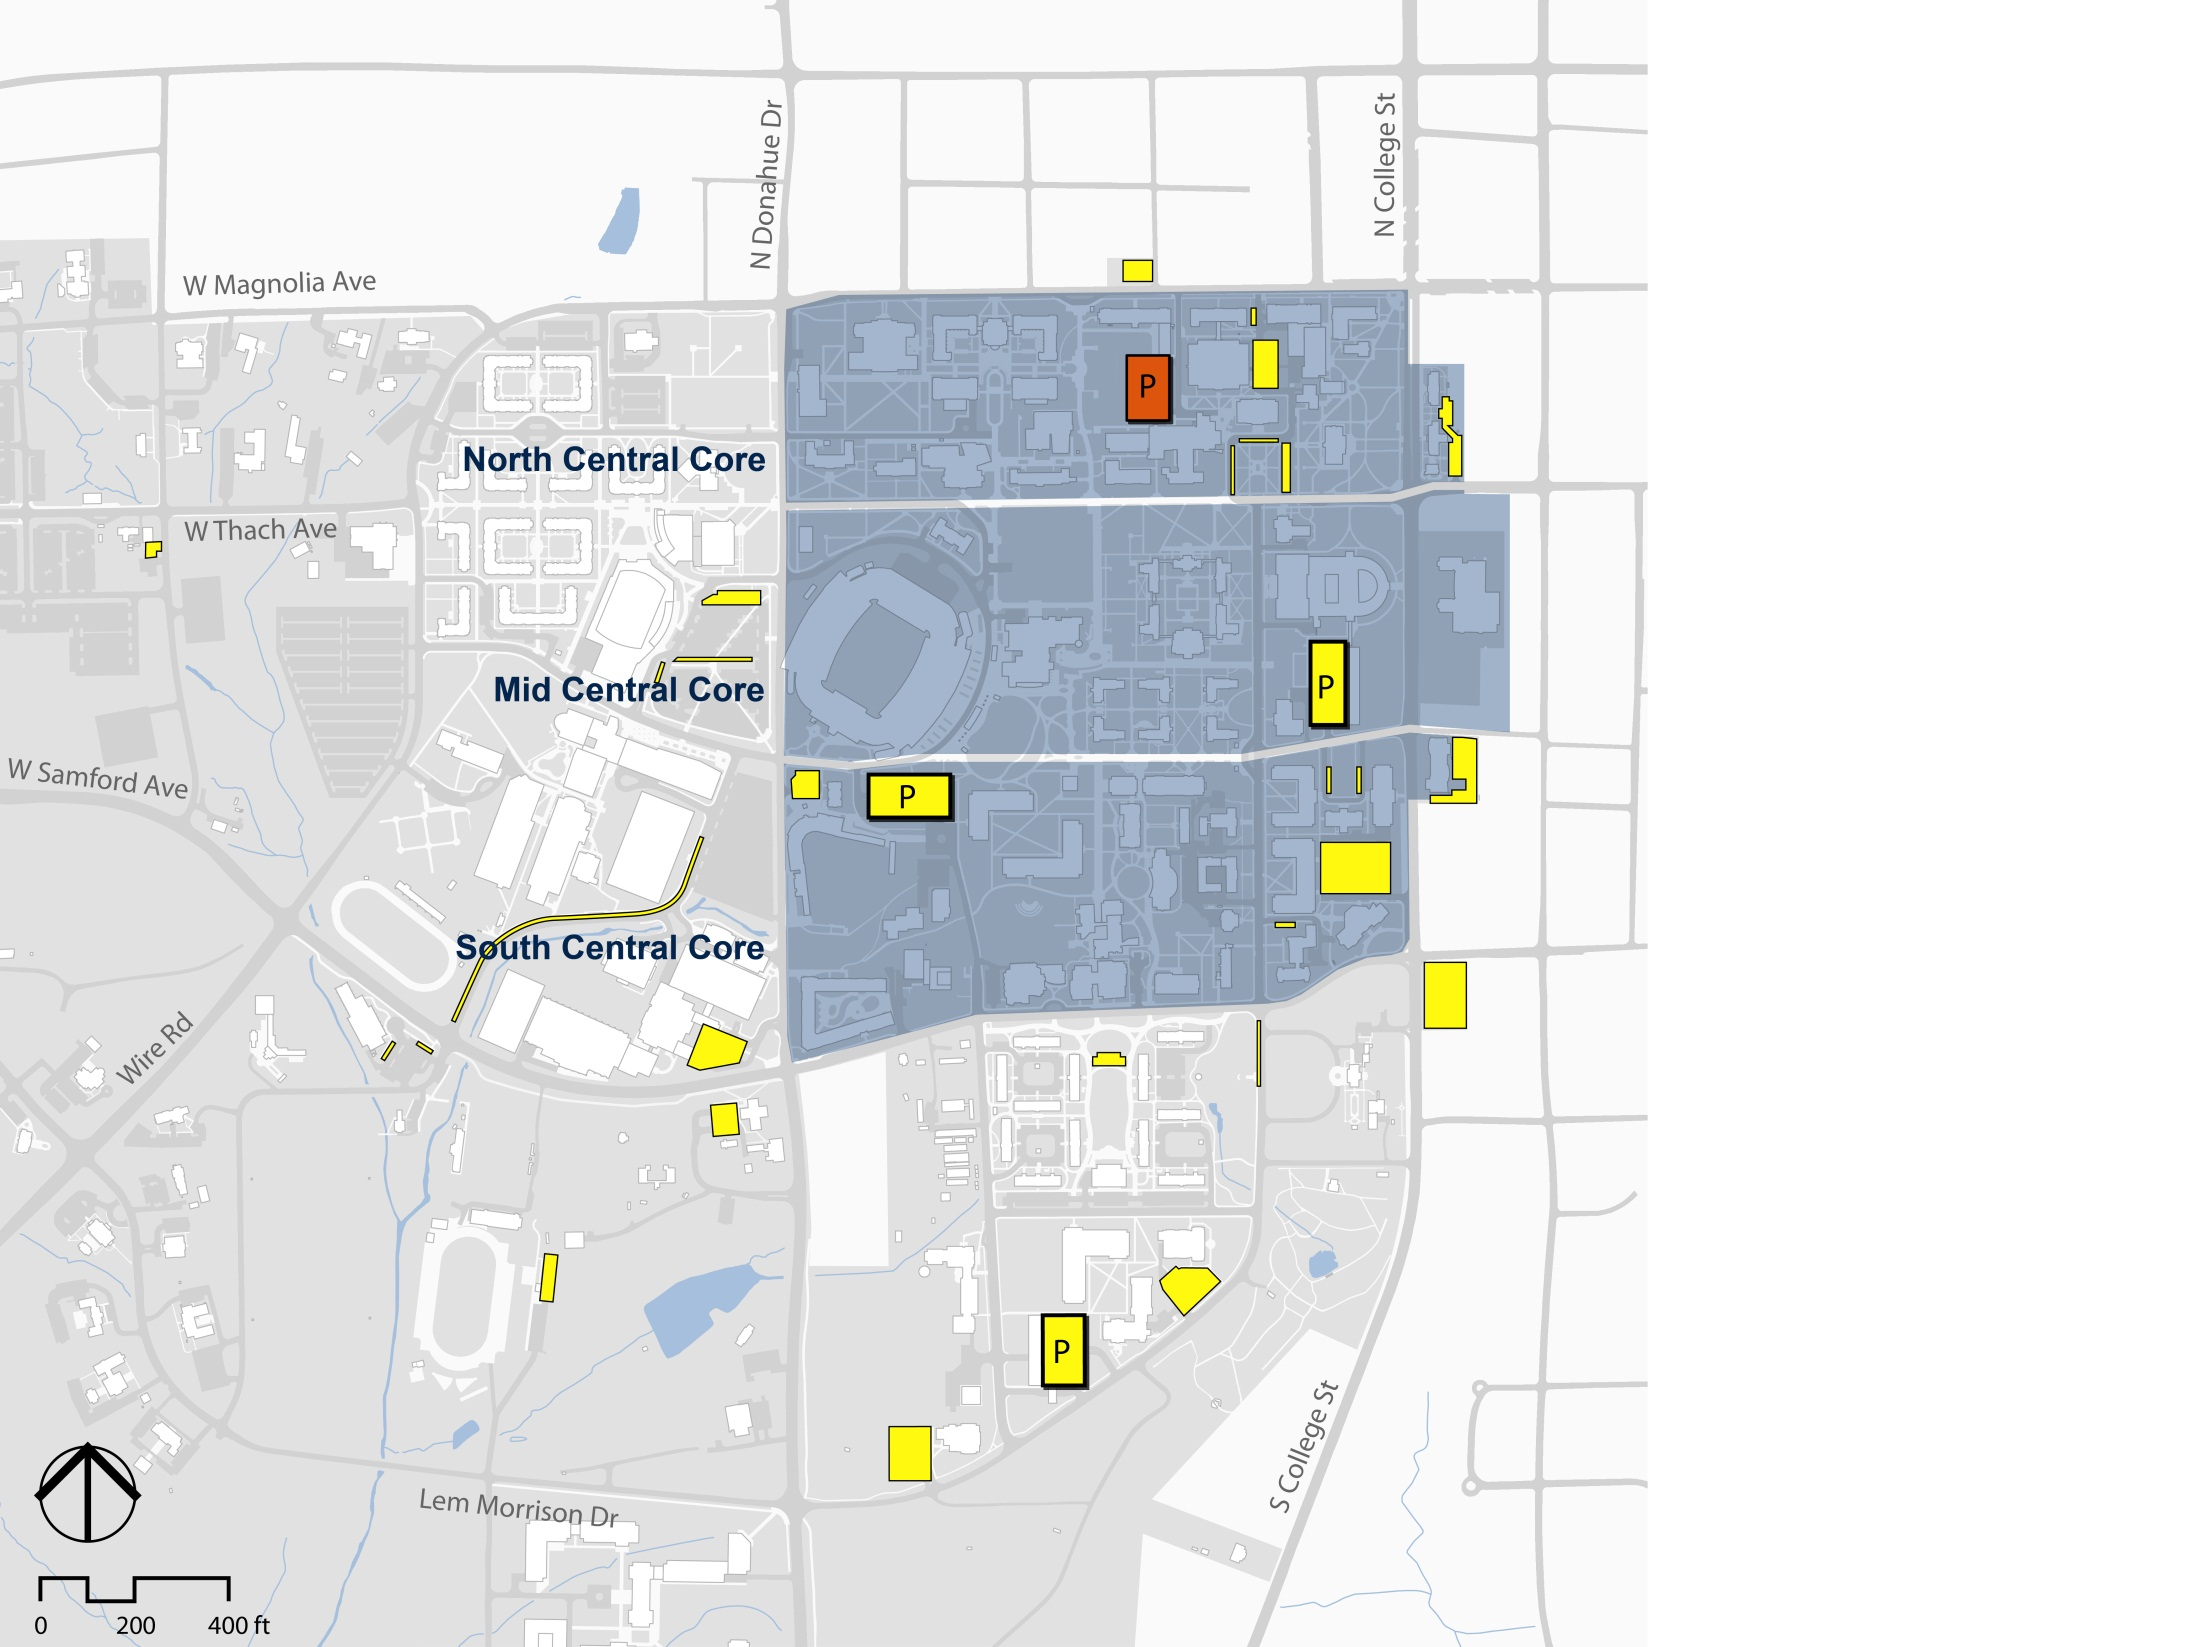 N Donahue Dr
N College St
W Magnolia Ave
P
North Central Core
W Thach Ave
Mid Central Core
P
W Samford Ave
P
South Central Core
Wire Rd
P
S College St
Lem Morrison Dr
0 200 400 ft